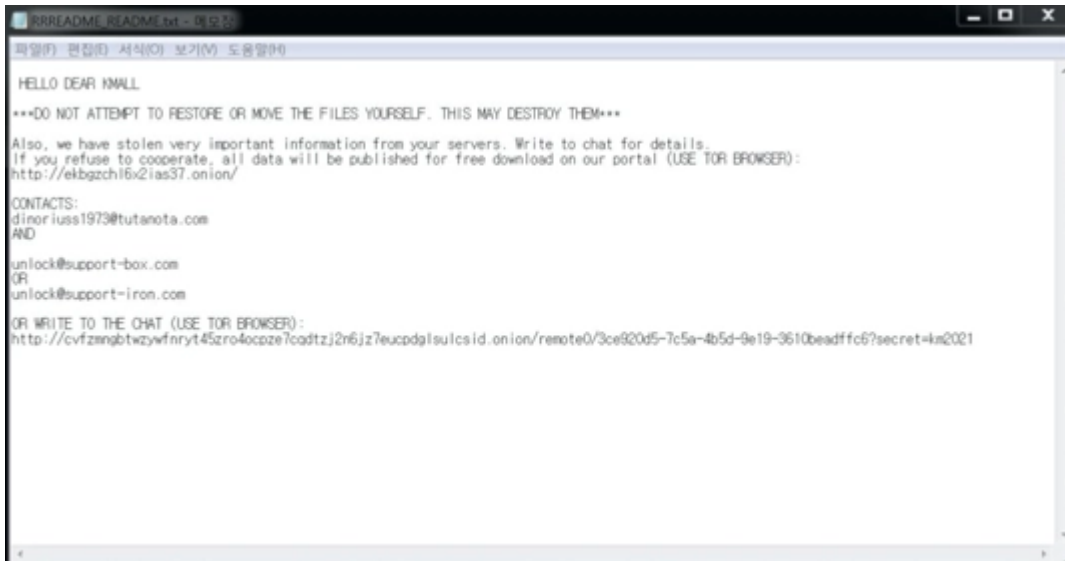 RRREADME_README.txt - 메모장
파일(F) 편집(E) 서식(O) 보기(V) 도움말(H)
HELLO DEAR KMALL
***DO NOT ATTEMPT TO RESTORE OR MOVE THE FILES YOURSELF. THIS MAY DESTROY THEM***
Also, we have stolen very important information from your servers. Write to chat for details.
If you refuse to cooperate, all data will be published for free download on our portal (USE TOR BROWSER):
http://ekbgzchl6x2ias37.onion/
CONTACTS:
dinoriuss1973@tutanota.com
AND
unlock@support-box.com
OR
unlock@support-iron.com
OR WRITE TO THE CHAT (USE TOR BROWSER):
http://cvfzmngbtwzywfnryt45zro4ocpze7cqdtzj2n6jz7eucpdglsulcsid.onion/remote0/3ce920d5-7c5a-4b5d-9e19-3610beadffc6?secret=km2021